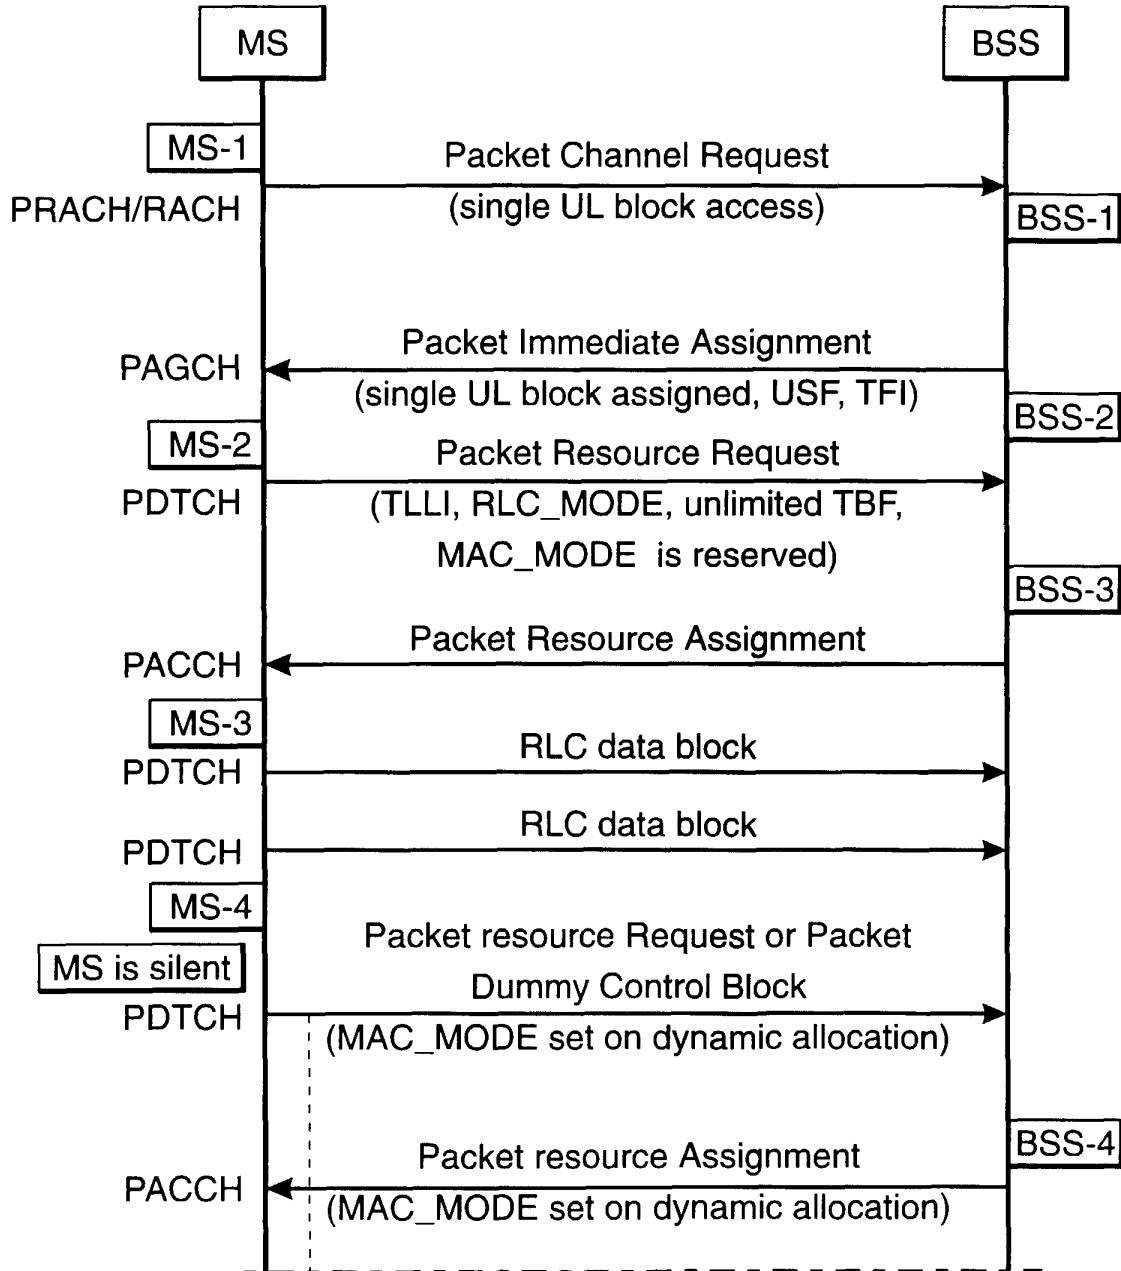 MS
BSS
MS-1
Packet Channel Request
PRACH/RACH
(single UL block access)
BSS-1
Packet Immediate Assignment
PAGCH
(single UL block assigned, USF, TFI)
BSS-2
MS-2
Packet Resource Request
PDTCH
(TLLI, RLC_MODE, unlimited TBF,
MAC_MODE is reserved)
BSS-3
Packet Resource Assignment
PACCH
MS-3
RLC data block
PDTCH
RLC data block
PDTCH
MS-4
Packet resource Request or Packet
MS is silent
Dummy Control Block
PDTCH
(MAC_MODE set on dynamic allocation)
BSS-4
Packet resource Assignment
PACCH
(MAC_MODE set on dynamic allocation)